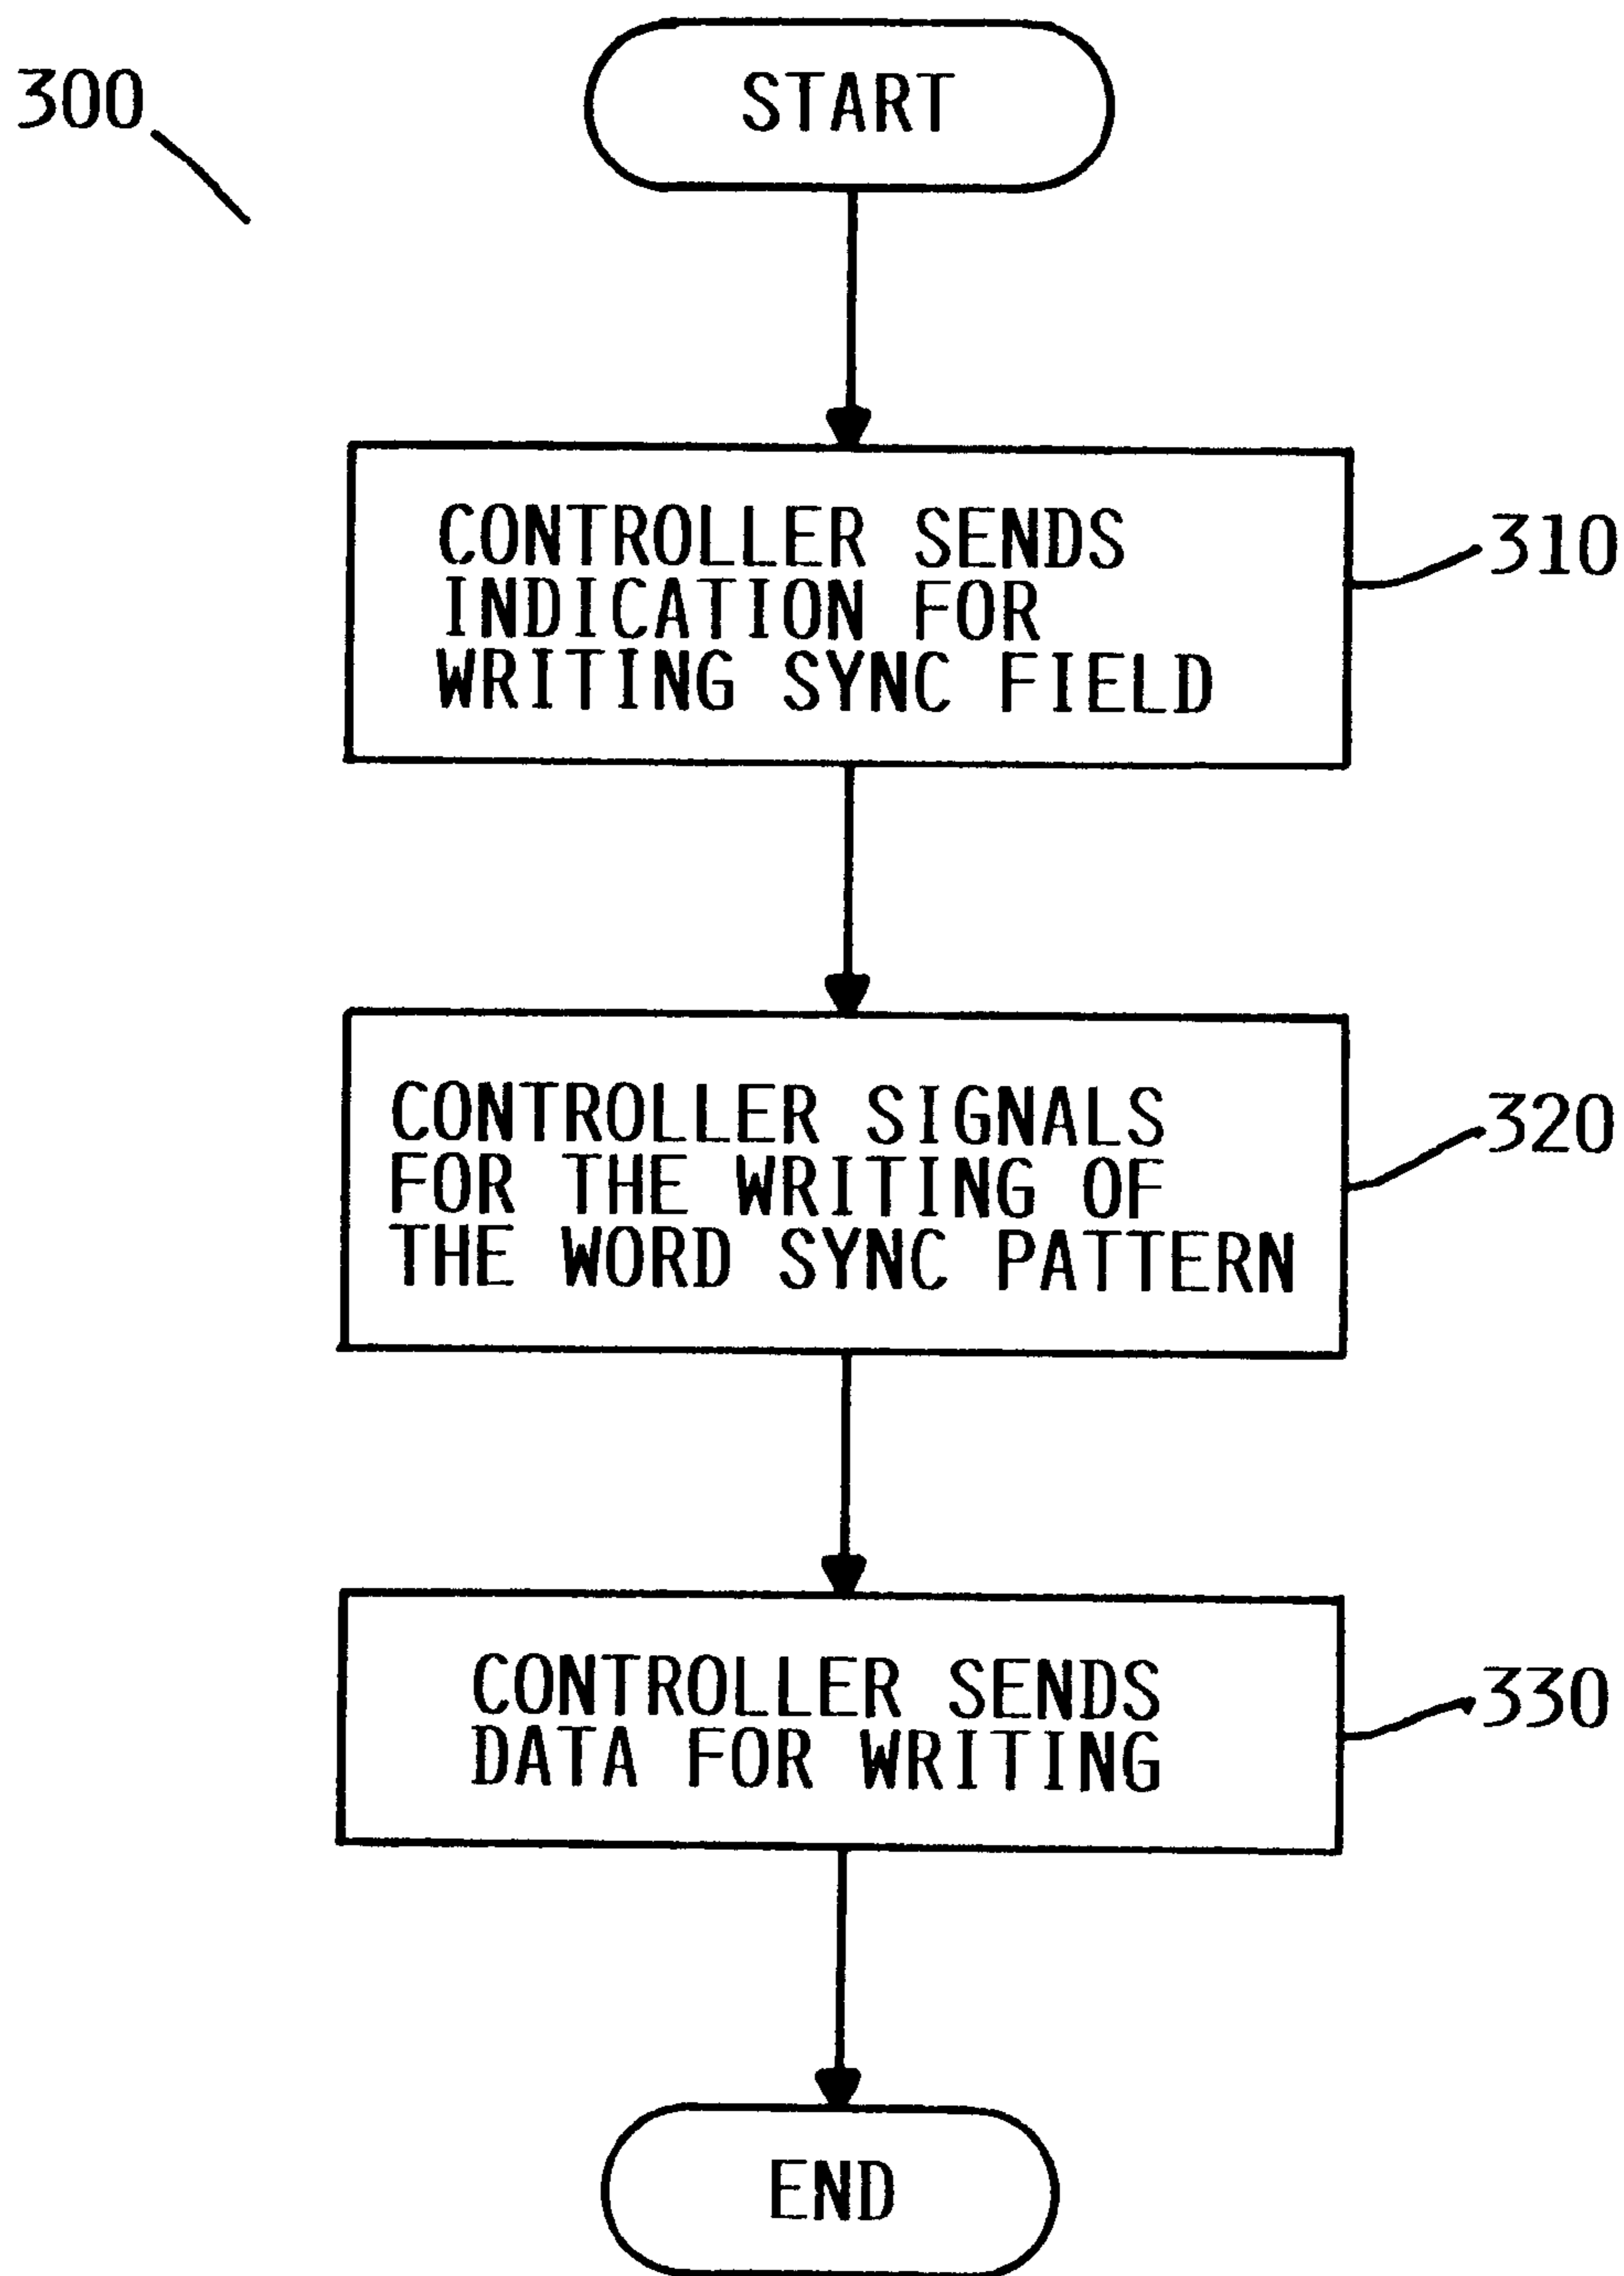 300
START
CONTROLLER SENDS
INDICATION FOR
WRITING SYNC FIELD
310
CONTROLLER SIGNALS
FOR THE WRITING OF
THE WORD SYNC PATTERN
320
CONTROLLER SENDS
DATA FOR WRITING
330
END